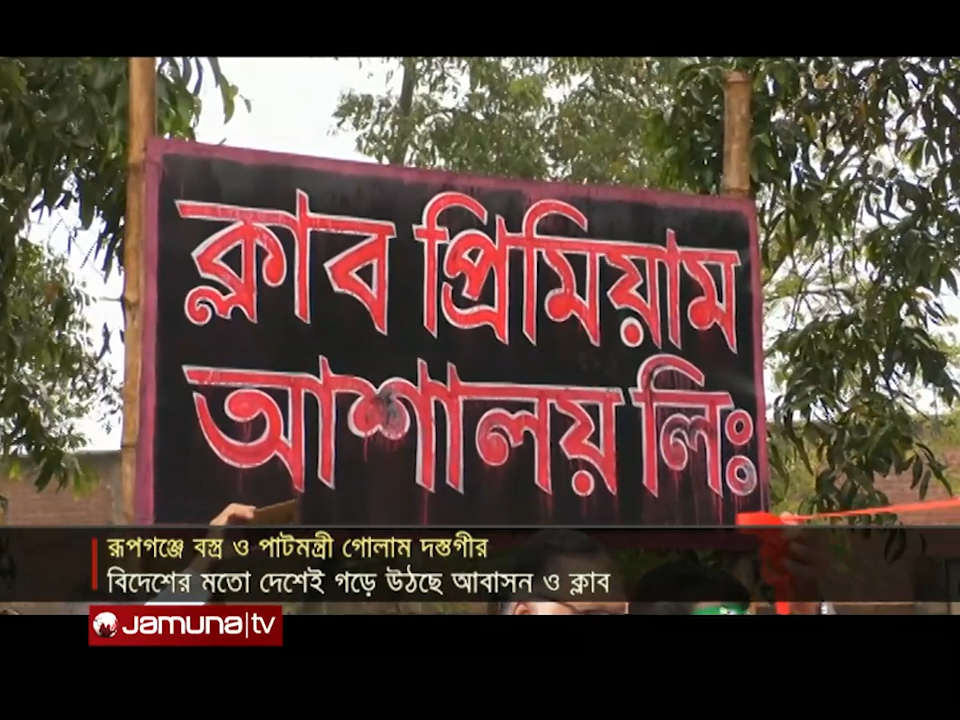 ক্লাব প্রিমিয়াম
আশালয় লিঃ
রূপগঞ্জে বস্ত্র ও পাটমন্ত্রী গোলাম দস্তগীর
বিদেশের মতো দেশেই গড়ে উঠছে আবাসন ও ক্লাব
JAMUNA|tv